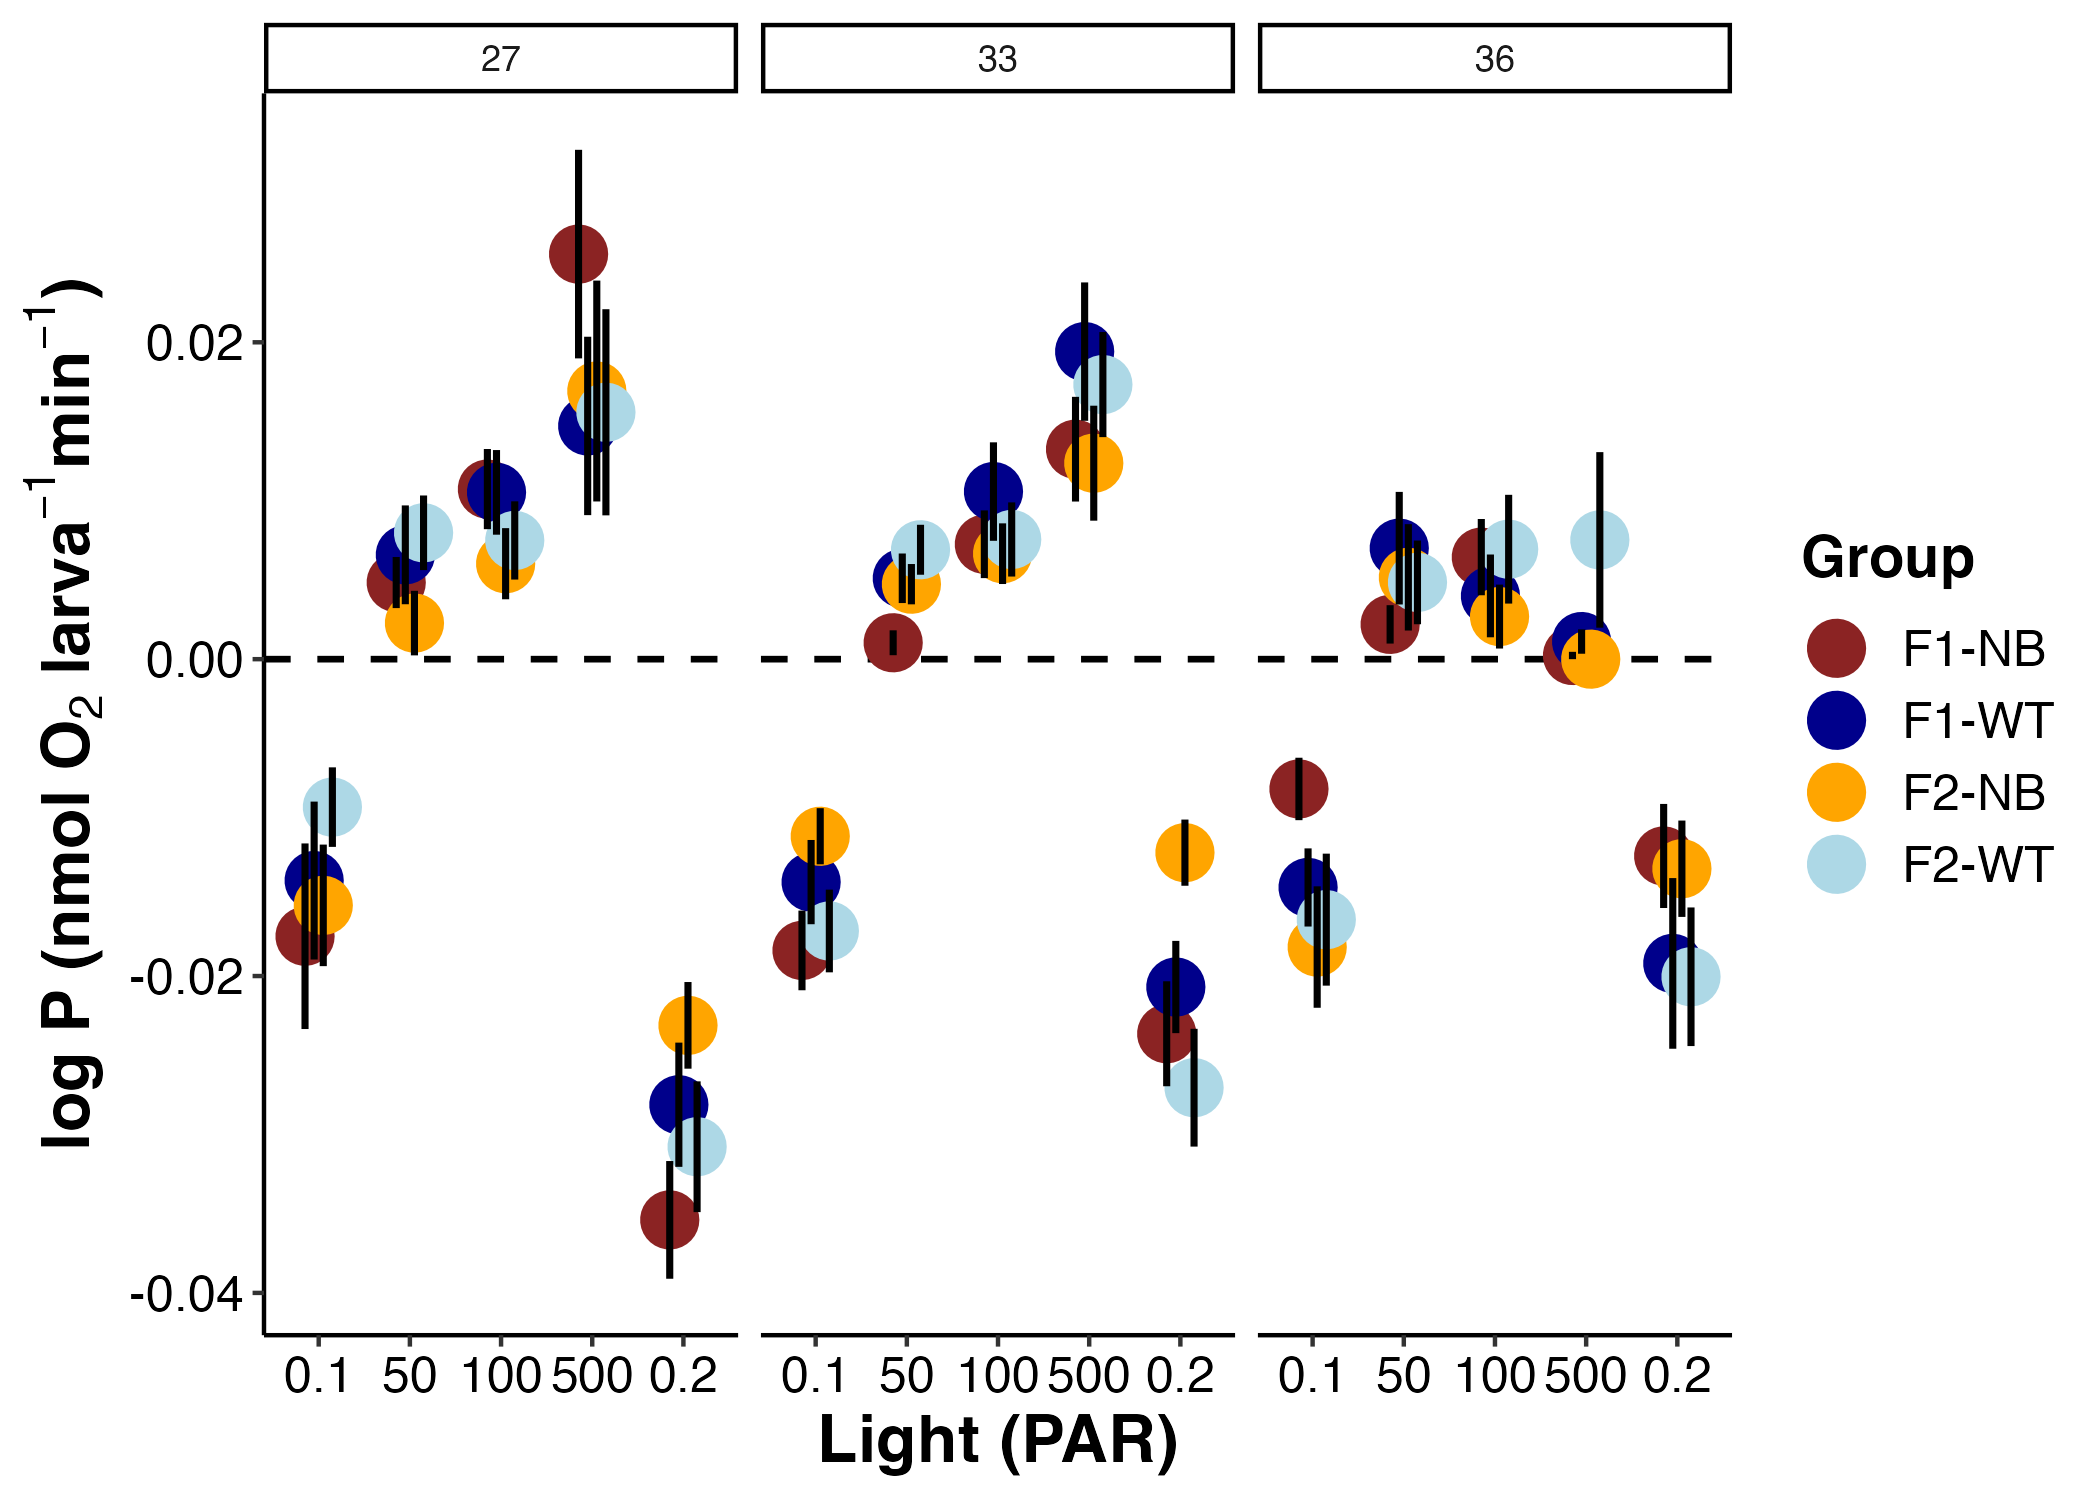 27 33 36
log P (nmol O₂ larva⁻¹min⁻¹)
0.02
0.00
-0.02
-0.04
0.1 50 100 500 0.2 0.1 50 100 500 0.2 0.1 50 100 500 0.2
Light (PAR)
Group
F1-NB
F1-WT
F2-NB
F2-WT